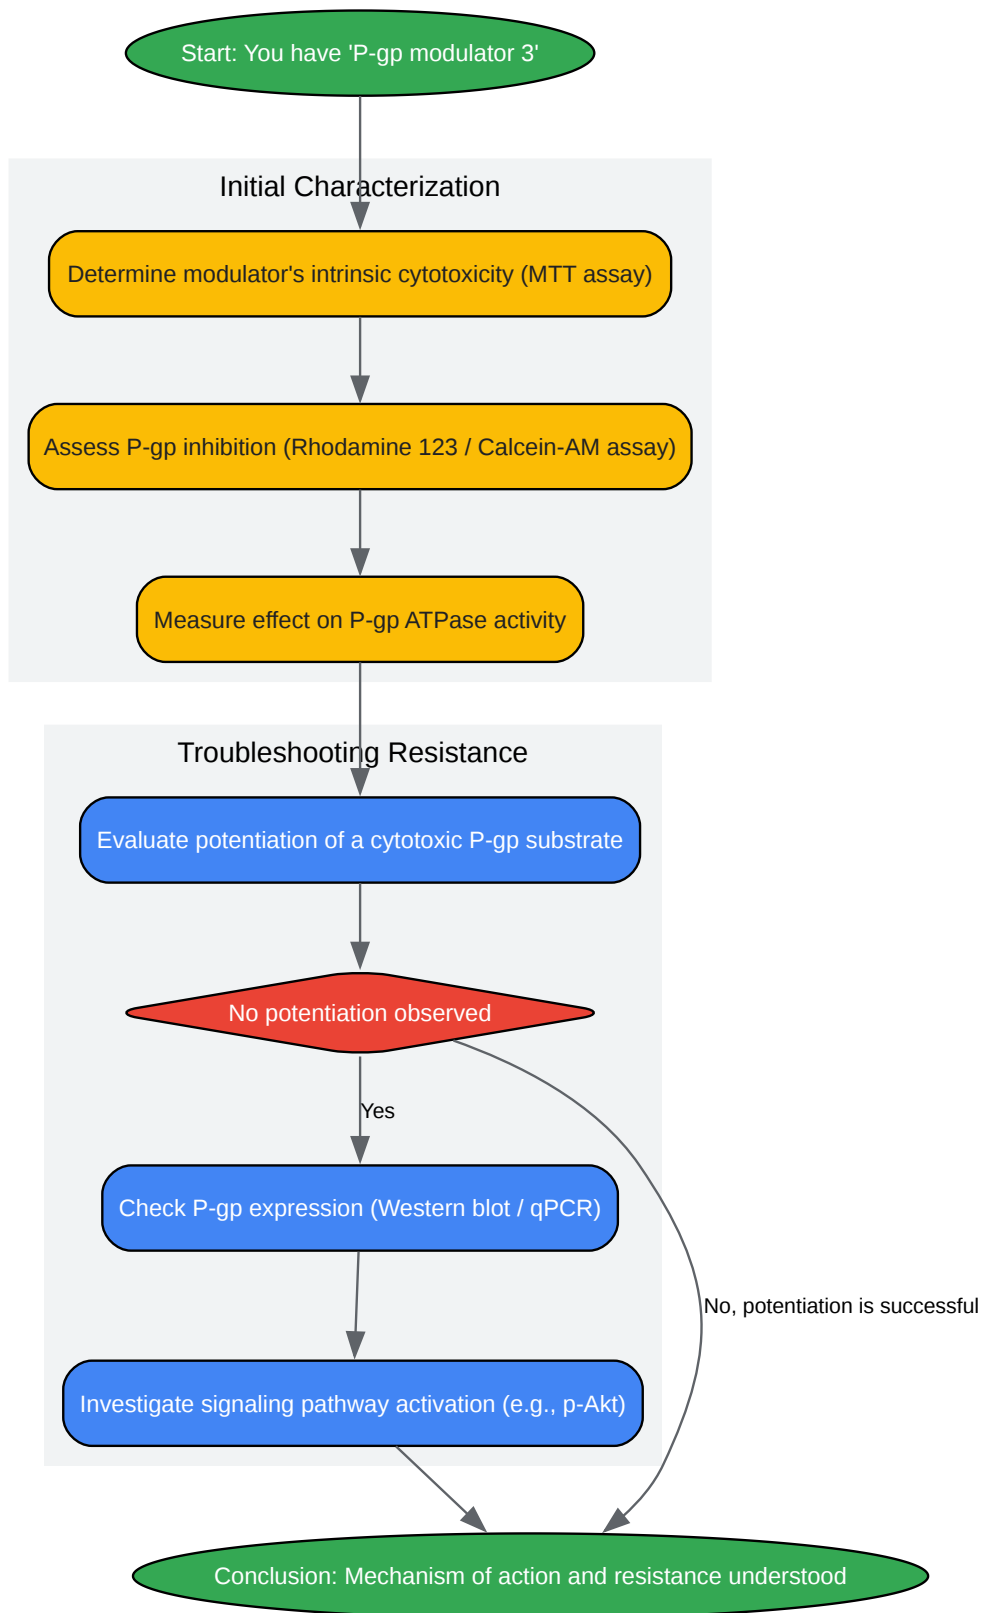 Start: You have 'P-gp modulator 3'
Initial Characterization
Determine modulator's intrinsic cytotoxicity (MTT assay)
Assess P-gp inhibition (Rhodamine 123 / Calcein-AM assay)
Measure effect on P-gp ATPase activity
Troubleshooting Resistance
Evaluate potentiation of a cytotoxic P-gp substrate
No potentiation observed
Yes
Check P-gp expression (Western blot / qPCR)
No, potentiation is successful
Investigate signaling pathway activation (e.g., p-Akt)
Conclusion: Mechanism of action and resistance understood